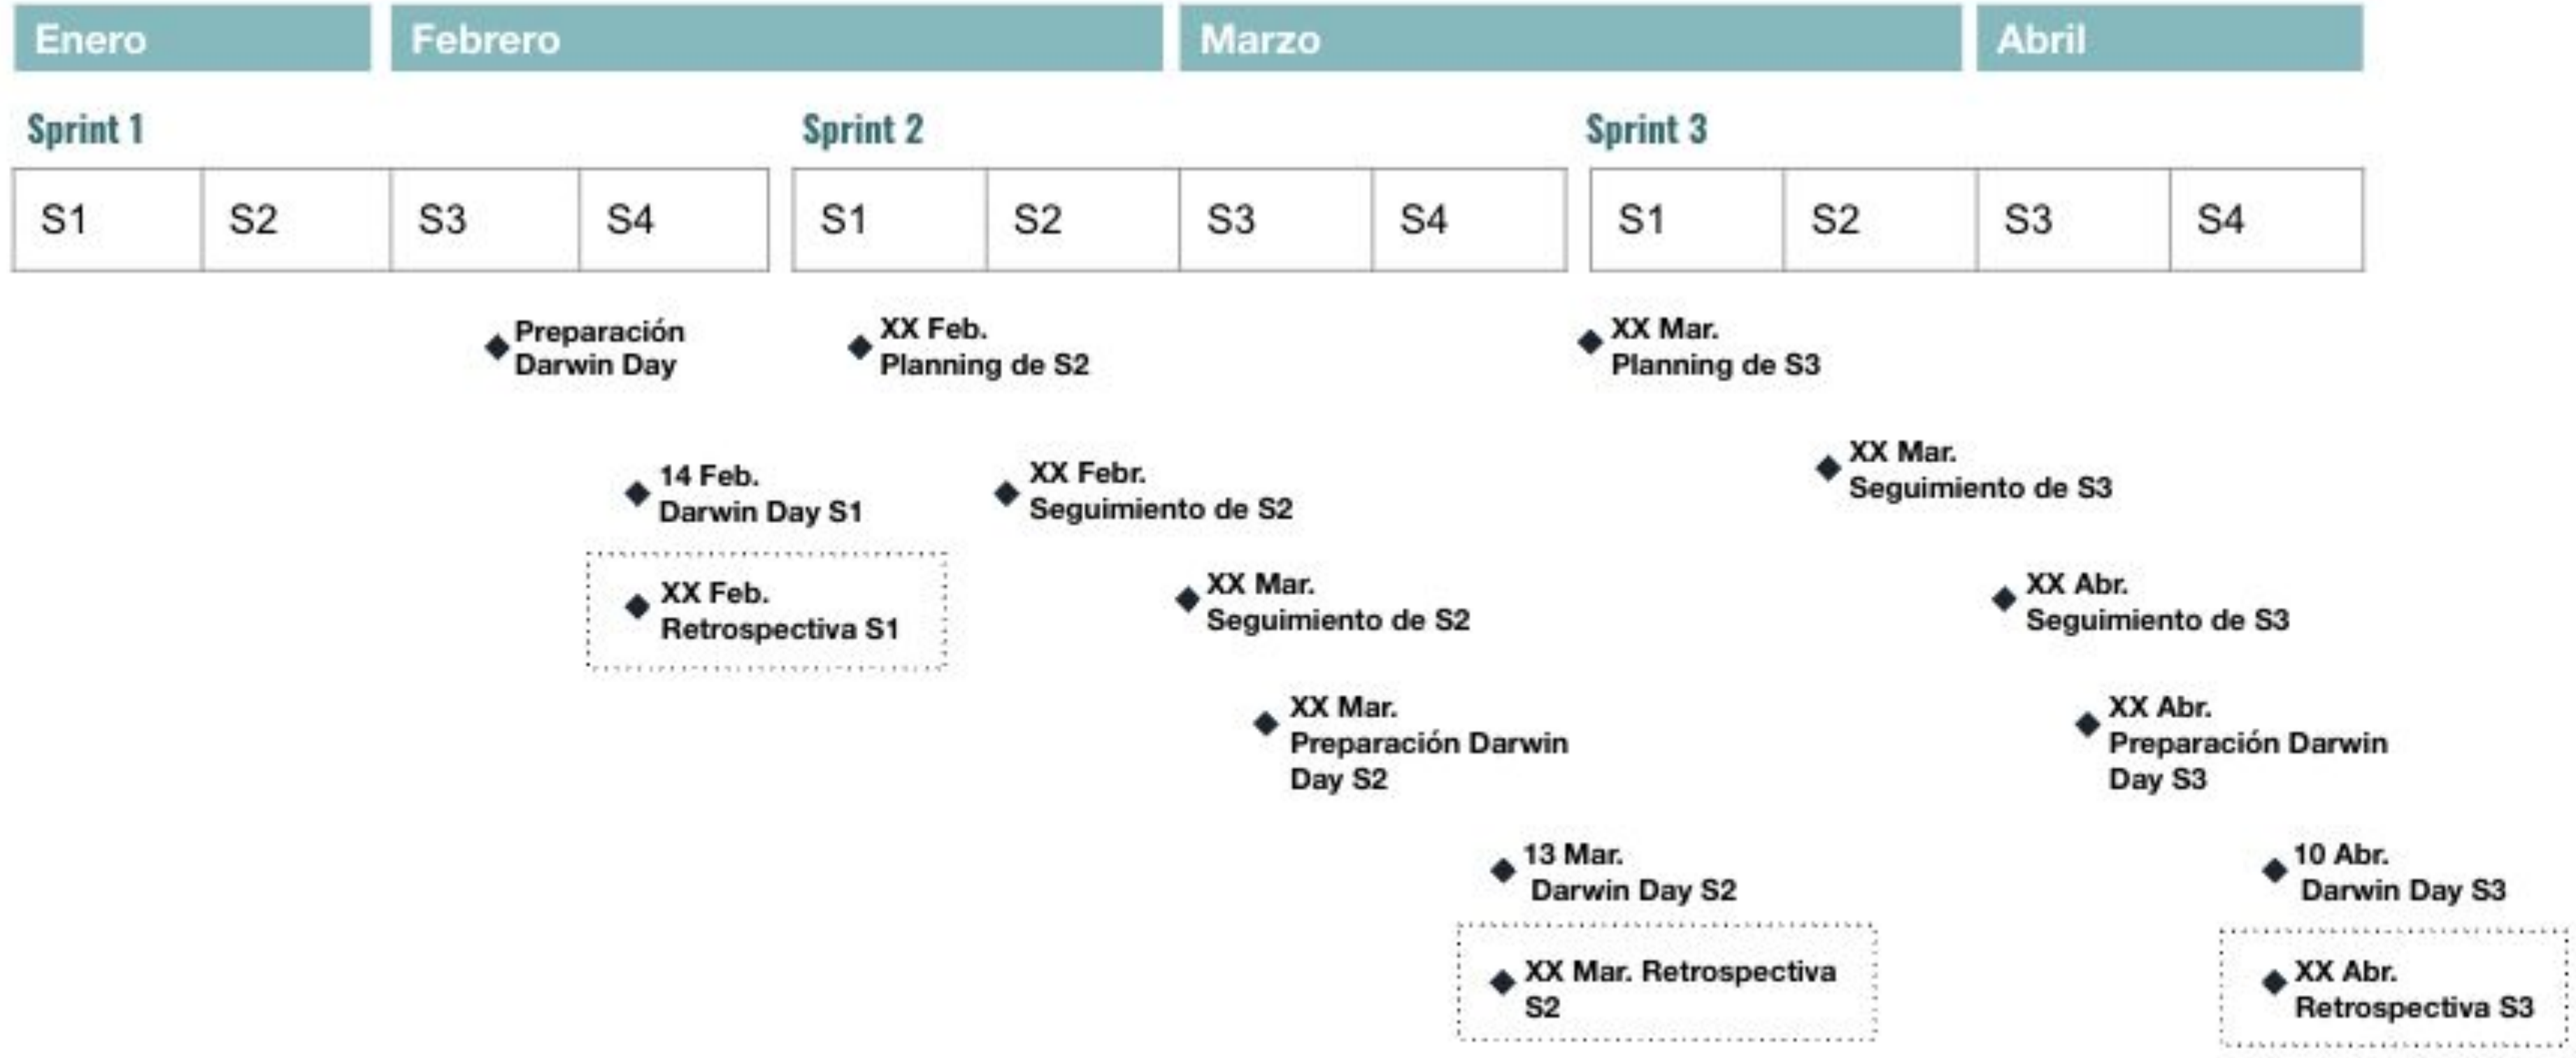 Enero
Febrero
Marzo
Abril
Sprint 1
Sprint 2
Sprint 3
S1
S2
S3
S4
S1
S2
S3
S4
S1
S2
S3
S4
Preparación
Darwin Day
XX Feb.
Planning de S2
XX Mar.
Planning de S3
14 Feb.
Darwin Day S1
XX Febr.
Seguimiento de S2
XX Mar.
Seguimiento de S3
XX Feb.
Retrospectiva S1
XX Mar.
Seguimiento de S2
XX Abr.
Seguimiento de S3
XX Mar.
Preparación Darwin
Day S2
XX Abr.
Preparación Darwin
Day S3
13 Mar.
Darwin Day S2
10 Abr.
Darwin Day S3
XX Mar. Retrospectiva
S2
XX Abr.
Retrospectiva S3